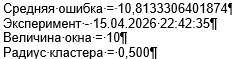 Средняя ошибка = 10,8133306401874¶
Эксперимент - 15.04.2026 22:42:35¶
Величина окна = 10¶
Радиус кластера = 0,500¶